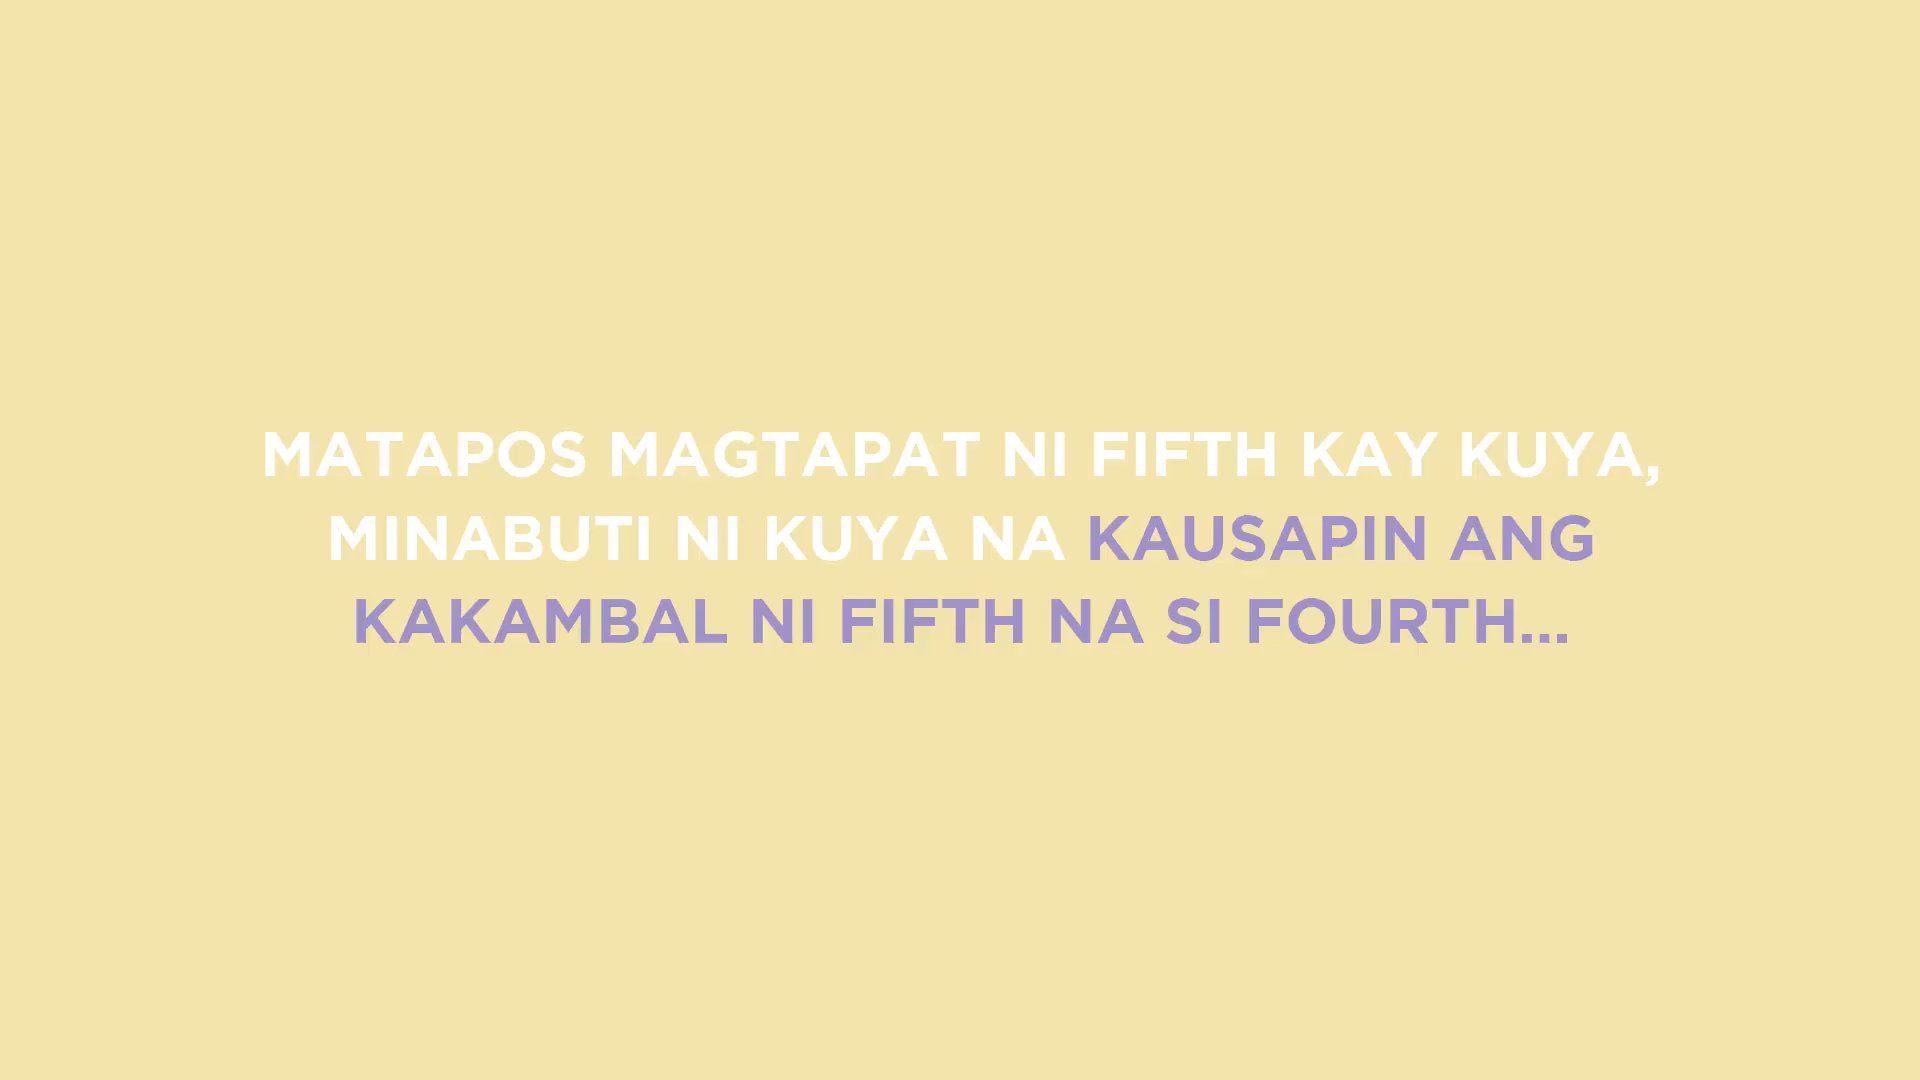 MATAPOS MAGTAPAT NI FIFTH KAY KUYA,
MINABUTI NI KUYA NA KAUSAPIN ANG
KAKAMBAL NI FIFTH NA SI FOURTH...